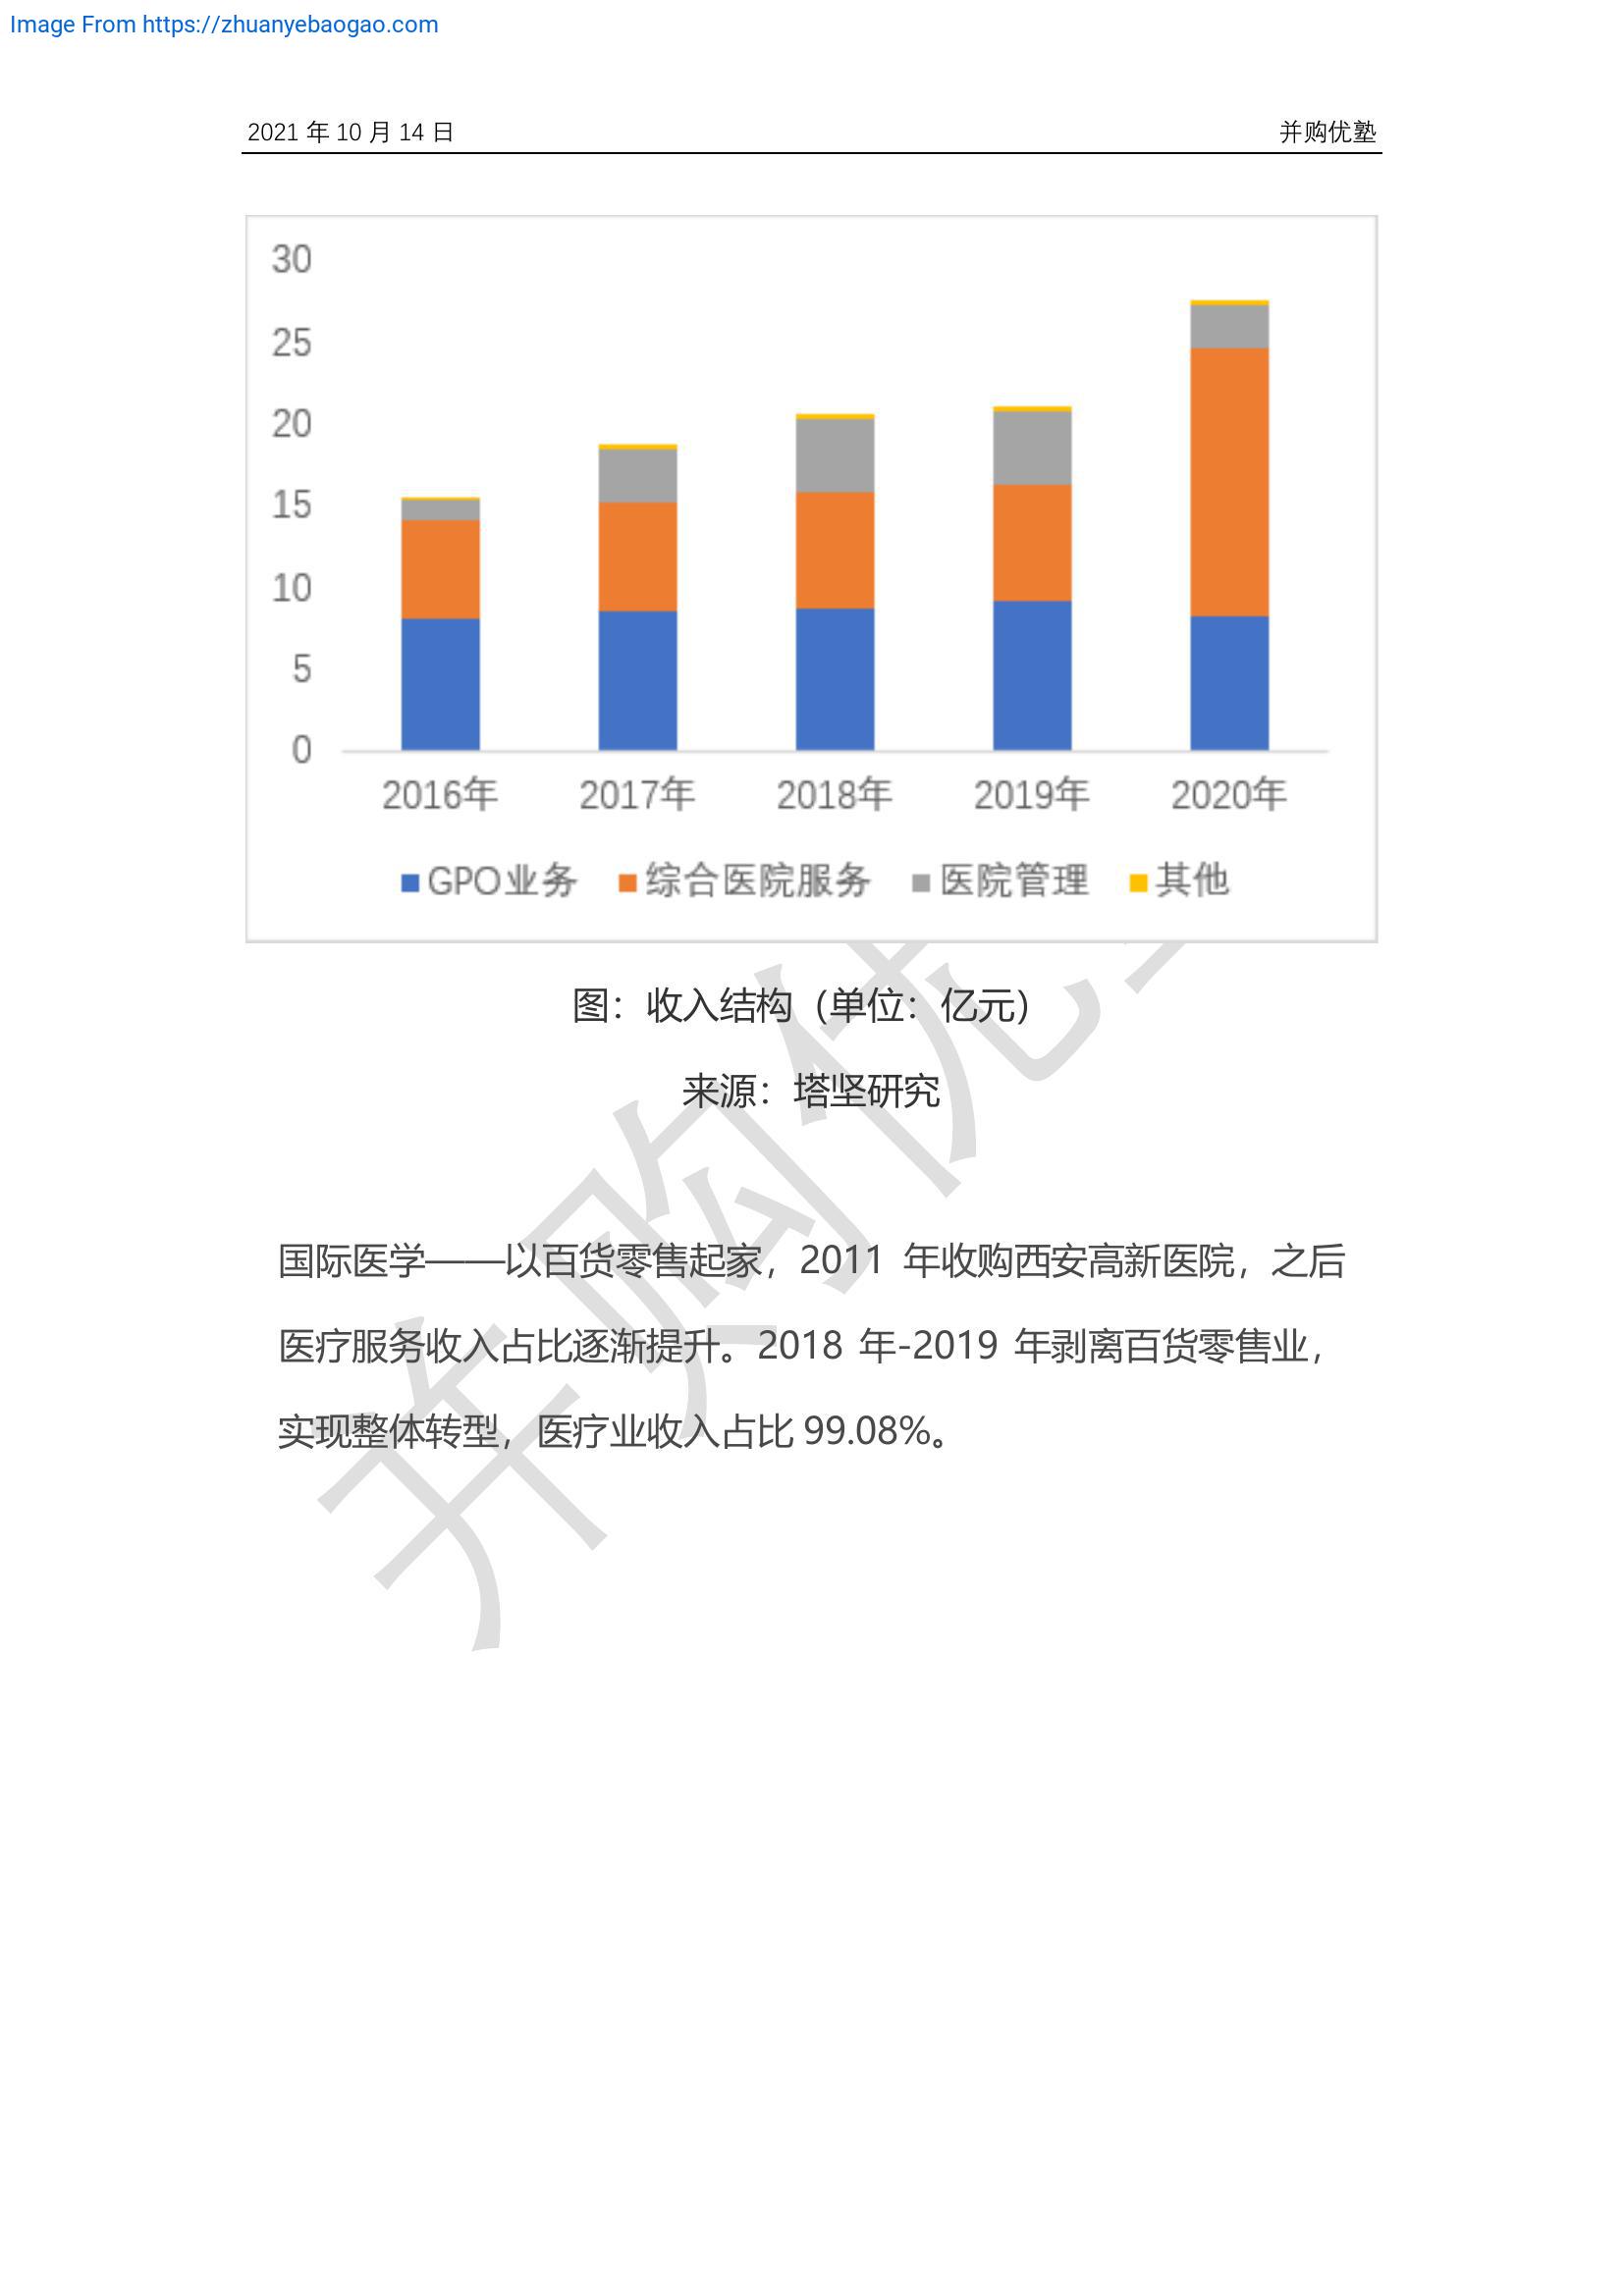 Image From https://zhuanyebaogao.com
2021 年 10 月 14 日 并购优塾
30
25
20
15
10
5
0
2016年 2017年 2018年 2019年 2020年
GPO业务 综合医院服务 医院管理 其他
图：收入结构（单位：亿元）
来源：塔坚研究
国际医学——以百货零售起家，2011 年收购西安高新医院，之后
医疗服务收入占比逐渐提升。2018 年-2019 年剥离百货零售业，
实现整体转型，医疗业收入占比 99.08%。
并购优